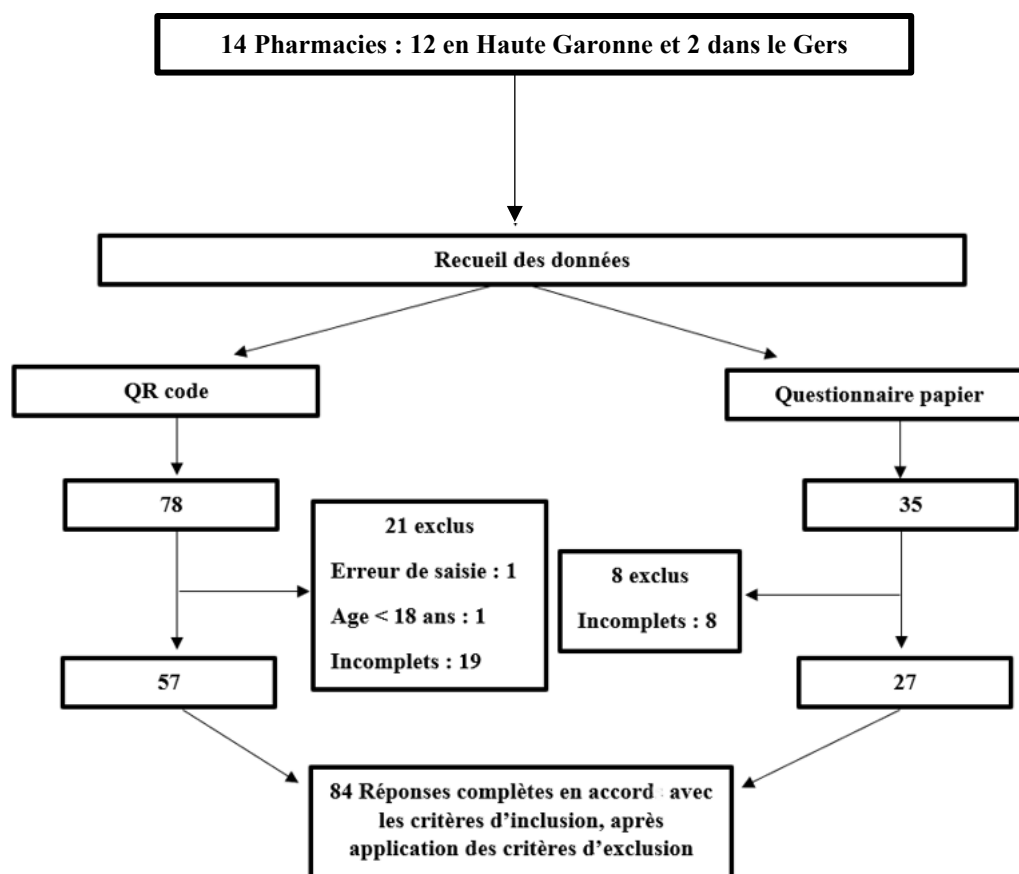 14 Pharmacies : 12 en Haute Garonne et 2 dans le Gers
Recueil des données
QR code
Questionnaire papier
78
35
21 exclus
Erreur de saisie : 1
Age < 18 ans : 1
Incomplets : 19
8 exclus
Incomplets : 8
57
27
84 Réponses complètes en accord avec
les critères d'inclusion, après
application des critères d'exclusion